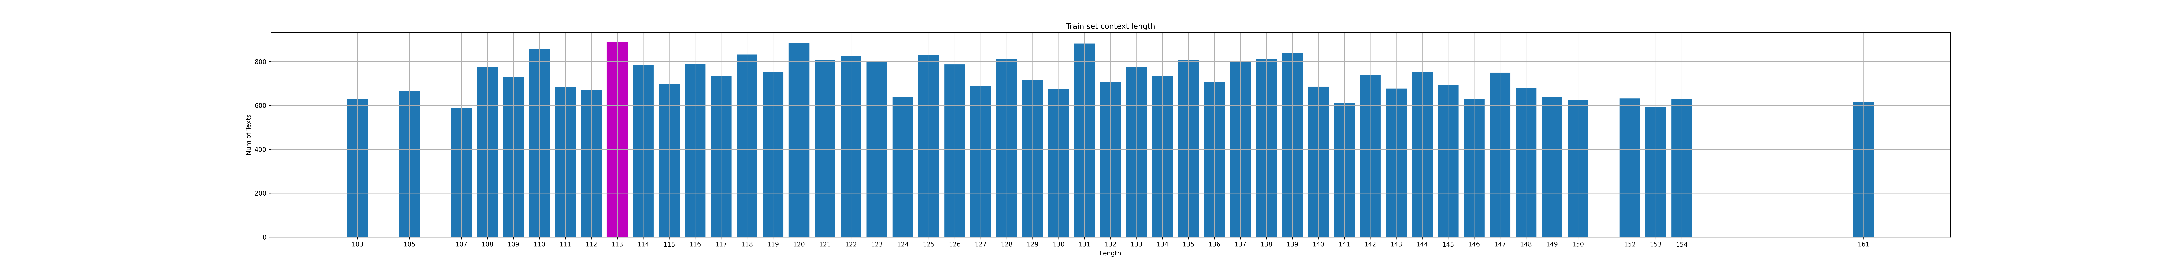 Train set context length
Num of Texts
800
600
400
200
0
103 105 107 108 109 110 111 112 113 114 115 116 117 118 119 120 121 122 123 124 125 126 127 128 129 130 131 132 133 134 135 136 137 138 139 140 141 142 143 144 145 146 147 148 149 150 152 153 154 161
Length